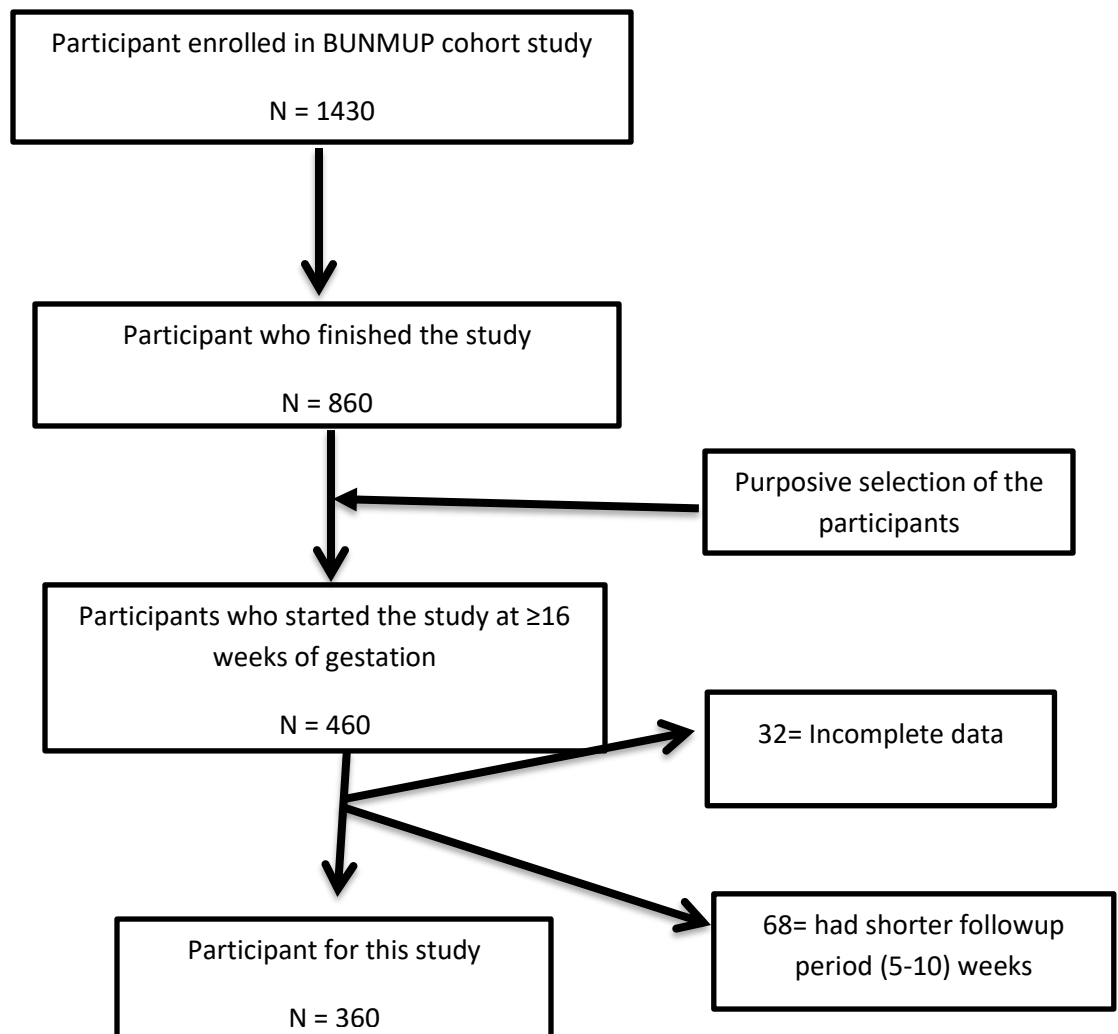 Participant enrolled in BUNMUP cohort study
N = 1430
Participant who finished the study
N = 860
Purposive selection of the
participants
Participants who started the study at ≥16
weeks of gestation
N = 460
32= Incomplete data
68= had shorter followup
period (5-10) weeks
Participant for this study
N = 360